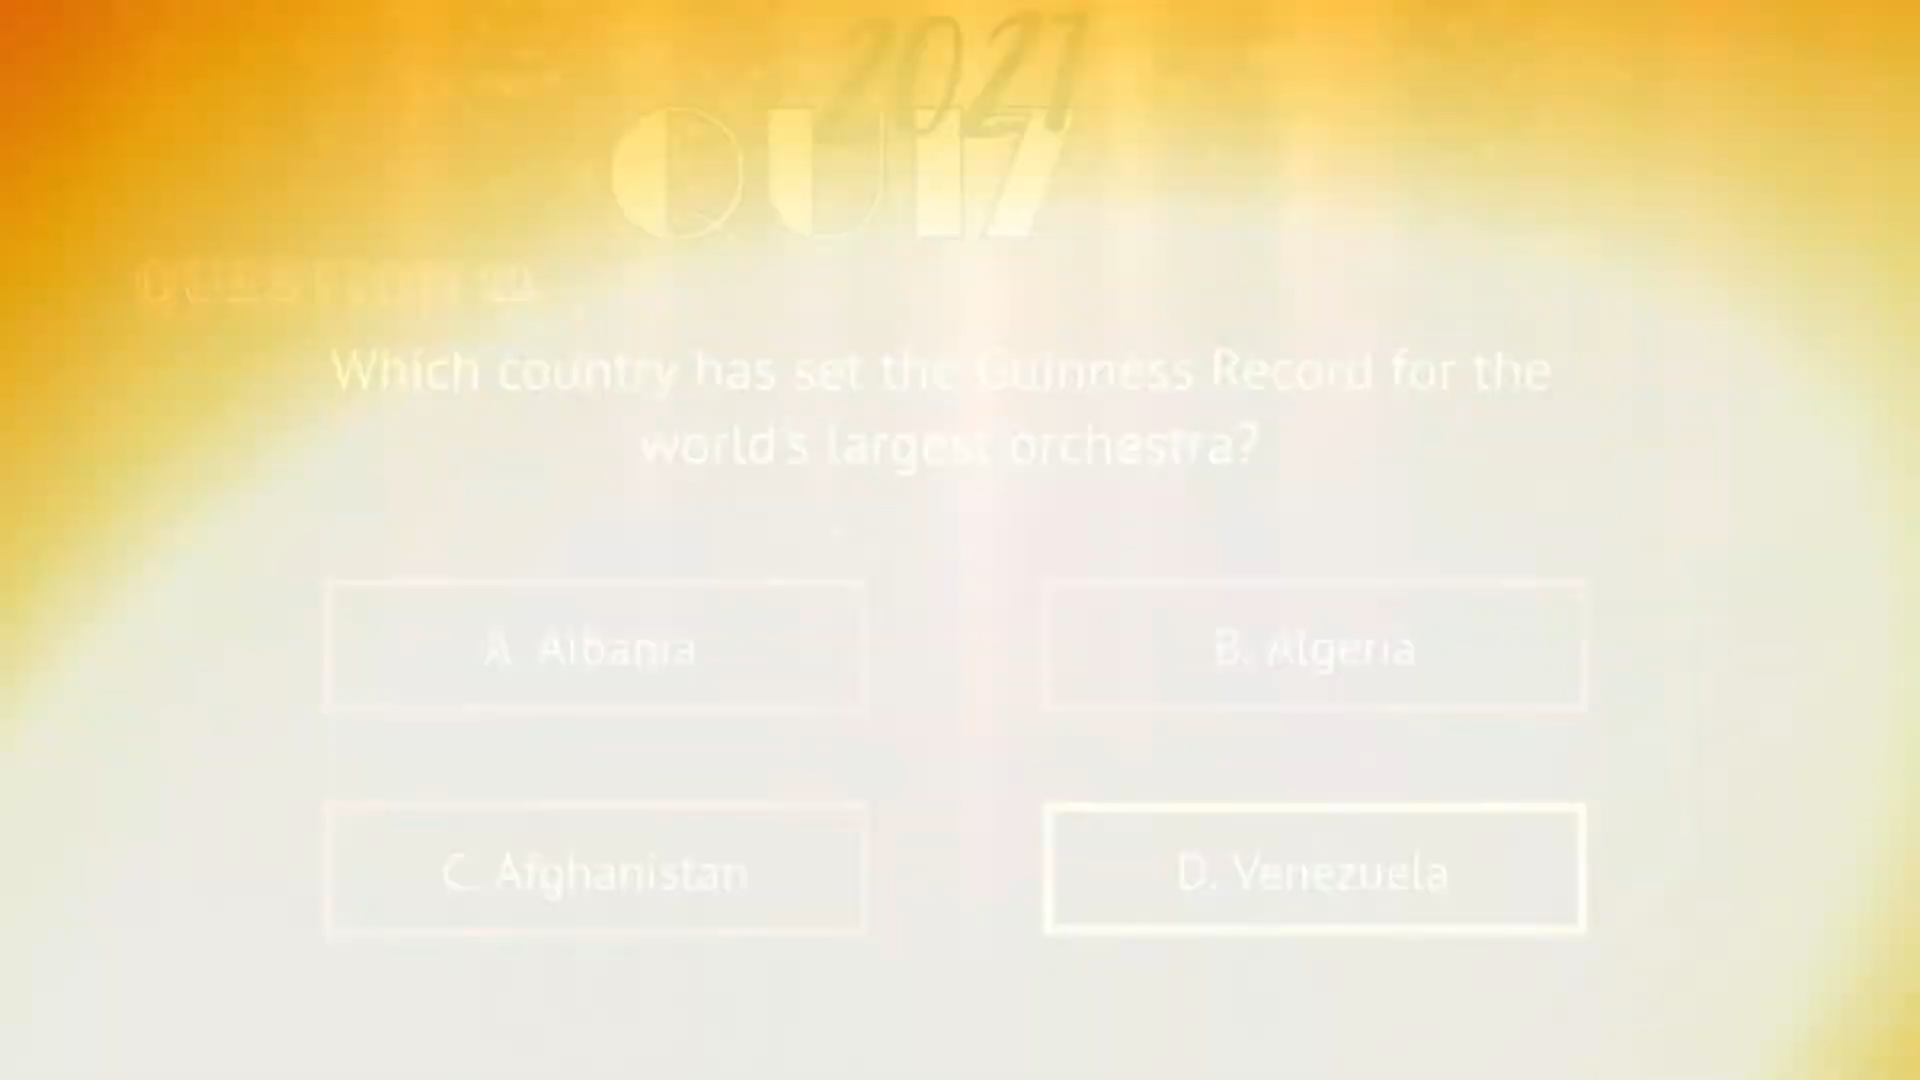 2021
QUIZ
Which country has set the Guinness Record for the
world's largest orchestra?
A. Albania
B. Algeria
C. Afghanistan
D. Venezuela